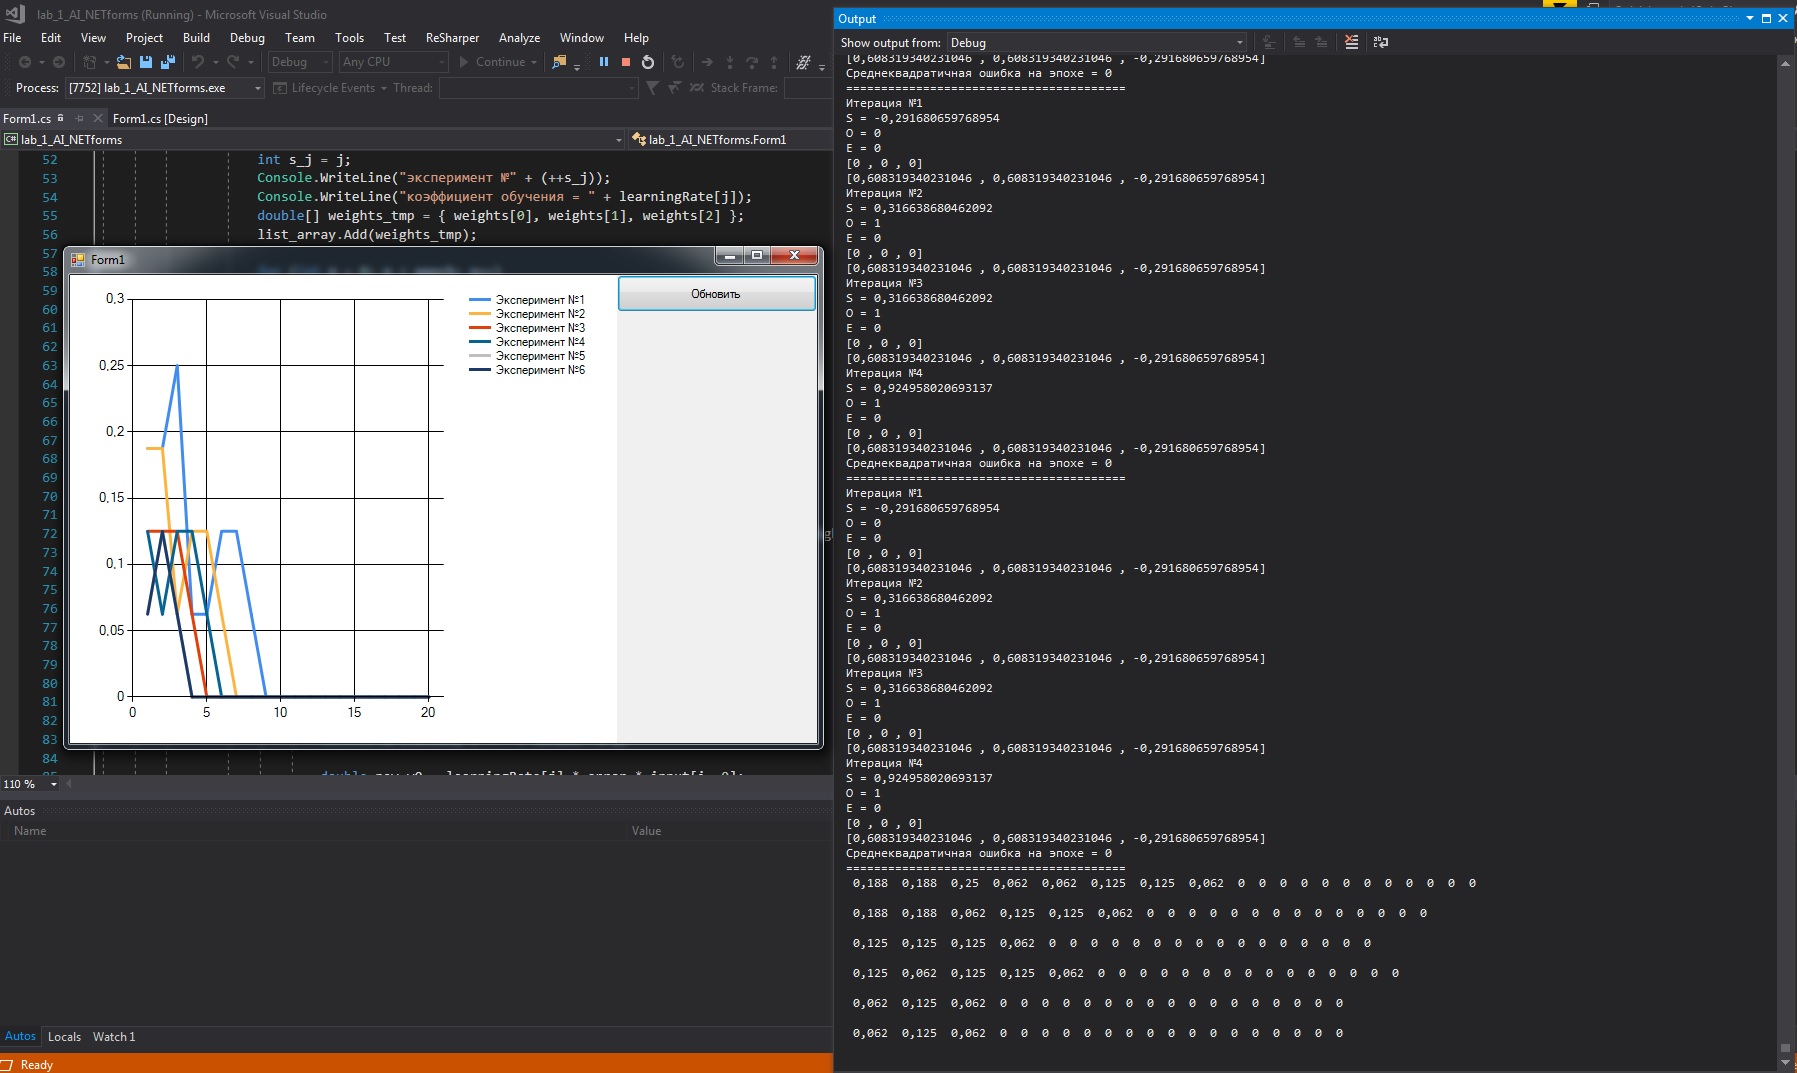 lab_1_AI_NETforms (Running) - Microsoft Visual Studio
File Edit View Project Build Debug Team Tools Test ReSharper Analyze Window Help
Debug Any CPU Continue
Process: [7752] lab_1_AI_NETforms.exe Lifecycle Events Thread: Stack Frame:
Form1.cs Form1.cs [Design]
C# lab_1_AI_NETforms lab_1_AI_NETforms.Form1
52 int s_j = j;
53 Console.WriteLine("эксперимент №" + (++s_j));
54 Console.WriteLine("коэффициент обучения = " + learningRate[j]);
55 double[] weights_tmp = { weights[0], weights[1], weights[2] };
56 list_array.Add(weights_tmp);
57
58
59
60
61
62
63
64
65
66
67
68
69
70
71
72
73
74
75
76
77
78
79
80
81
82
83
84
Form1
Обновить
0,3
0,25
0,2
0,15
0,1
0,05
0
0 5 10 15 20
Эксперимент №1
Эксперимент №2
Эксперимент №3
Эксперимент №4
Эксперимент №5
Эксперимент №6
110 %
Autos
Name Value
Autos Locals Watch 1
Ready
Output
Show output from: Debug
[0,608319340231046 , 0,608319340231046 , -0,291680659768954]
Среднеквадратичная ошибка на эпохе = 0
========================================
Итерация №1
S = -0,291680659768954
O = 0
E = 0
[0 , 0 , 0]
[0,608319340231046 , 0,608319340231046 , -0,291680659768954]
Итерация №2
S = 0,316638680462092
O = 1
E = 0
[0 , 0 , 0]
[0,608319340231046 , 0,608319340231046 , -0,291680659768954]
Итерация №3
S = 0,316638680462092
O = 1
E = 0
[0 , 0 , 0]
[0,608319340231046 , 0,608319340231046 , -0,291680659768954]
Итерация №4
S = 0,924958020693137
O = 1
E = 0
[0 , 0 , 0]
[0,608319340231046 , 0,608319340231046 , -0,291680659768954]
Среднеквадратичная ошибка на эпохе = 0
========================================
Итерация №1
S = -0,291680659768954
O = 0
E = 0
[0 , 0 , 0]
[0,608319340231046 , 0,608319340231046 , -0,291680659768954]
Итерация №2
S = 0,316638680462092
O = 1
E = 0
[0 , 0 , 0]
[0,608319340231046 , 0,608319340231046 , -0,291680659768954]
Итерация №3
S = 0,316638680462092
O = 1
E = 0
[0 , 0 , 0]
[0,608319340231046 , 0,608319340231046 , -0,291680659768954]
Итерация №4
S = 0,924958020693137
O = 1
E = 0
[0 , 0 , 0]
[0,608319340231046 , 0,608319340231046 , -0,291680659768954]
Среднеквадратичная ошибка на эпохе = 0
========================================
0,188 0,188 0,25 0,062 0,062 0,125 0,125 0,062 0 0 0 0 0 0 0 0 0 0 0 0
0,188 0,188 0,062 0,125 0,125 0,062 0 0 0 0 0 0 0 0 0 0 0 0 0 0
0,125 0,125 0,125 0,062 0 0 0 0 0 0 0 0 0 0 0 0 0 0 0 0
0,125 0,062 0,125 0,125 0,062 0 0 0 0 0 0 0 0 0 0 0 0 0 0 0
0,062 0,125 0,062 0 0 0 0 0 0 0 0 0 0 0 0 0 0 0 0 0
0,062 0,125 0,062 0 0 0 0 0 0 0 0 0 0 0 0 0 0 0 0 0